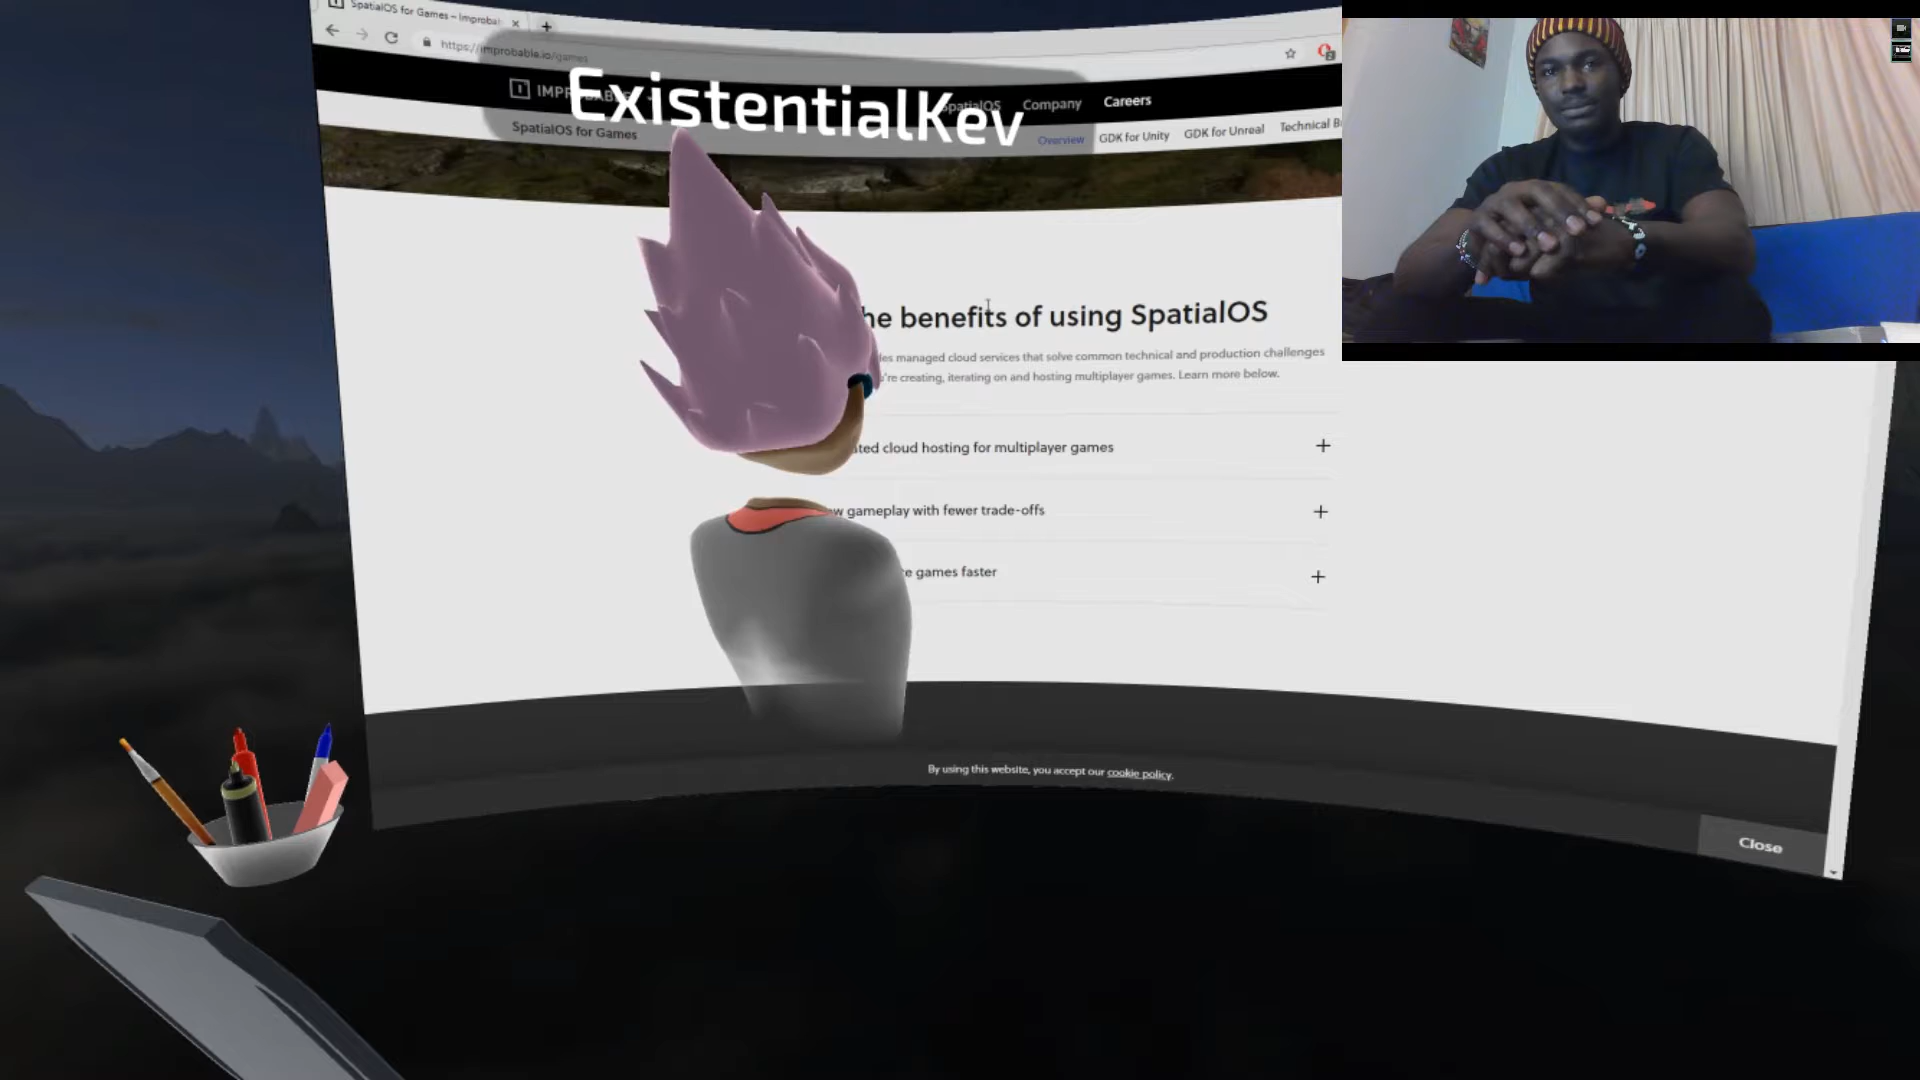 SpatialOS for Games – Improbab
https://improbable.io/games
ExistentialKev
SpatialOS Company Careers
SpatialOS for Games
Overview GDK for Unity GDK for Unreal Technical B
he benefits of using SpatialOS
les managed cloud services that solve common technical and production challenges
're creating, iterating on and hosting multiplayer games. Learn more below.
ated cloud hosting for multiplayer games
w gameplay with fewer trade-offs
e games faster
By using this website, you accept our cookie policy.
Close